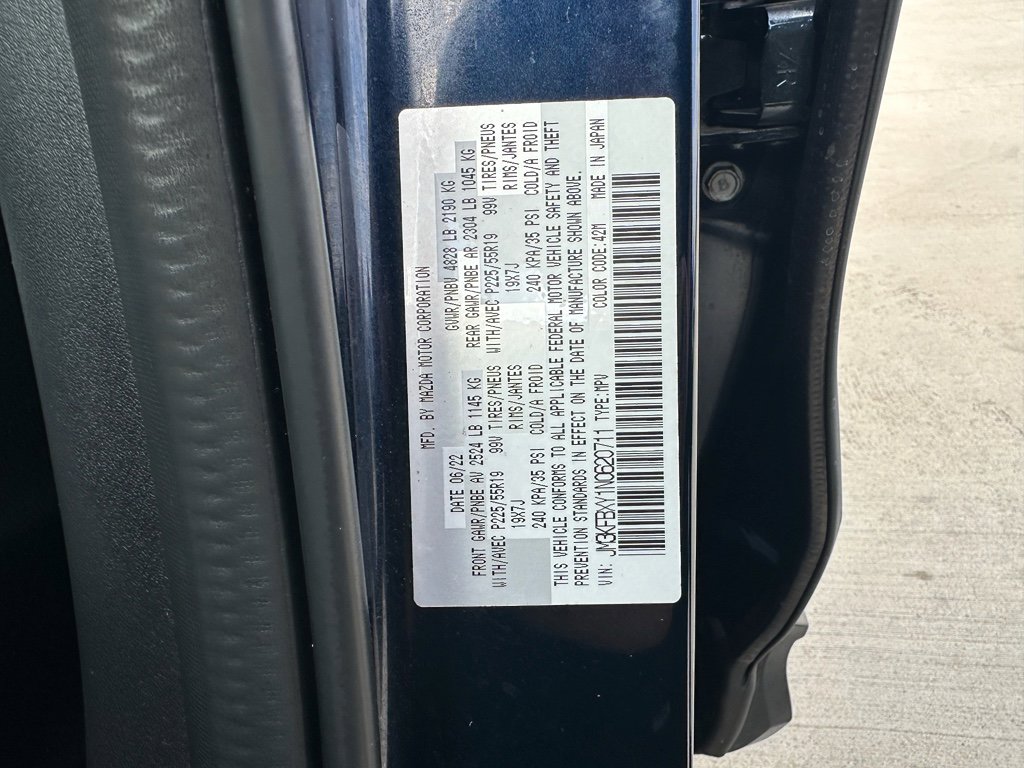 MFD. BY MAZDA MOTOR CORPORATION
DATE 06/22 GVWR/PNBV 4828 LB 2190 KG
FRONT GAWR/PNBE AV 2524 LB 1145 KG REAR GAWR/PNBE AR 2304 LB 1045 KG
WITH/AVEC P225/55R19 99V TIRES/PNEUS WITH/AVEC P225/55R19 99V TIRES/PNEUS
19X7J RIMS/JANTES 19X7J RIMS/JANTES
240 KPA/35 PSI COLD/A FROID 240 KPA/35 PSI COLD/A FROID
THIS VEHICLE CONFORMS TO ALL APPLICABLE FEDERAL MOTOR VEHICLE SAFETY AND THEFT
PREVENTION STANDARDS IN EFFECT ON THE DATE OF MANUFACTURE SHOWN ABOVE.
VIN: JM3KFBXY1N0620711 TYPE:MPV COLOR CODE:42M MADE IN JAPAN